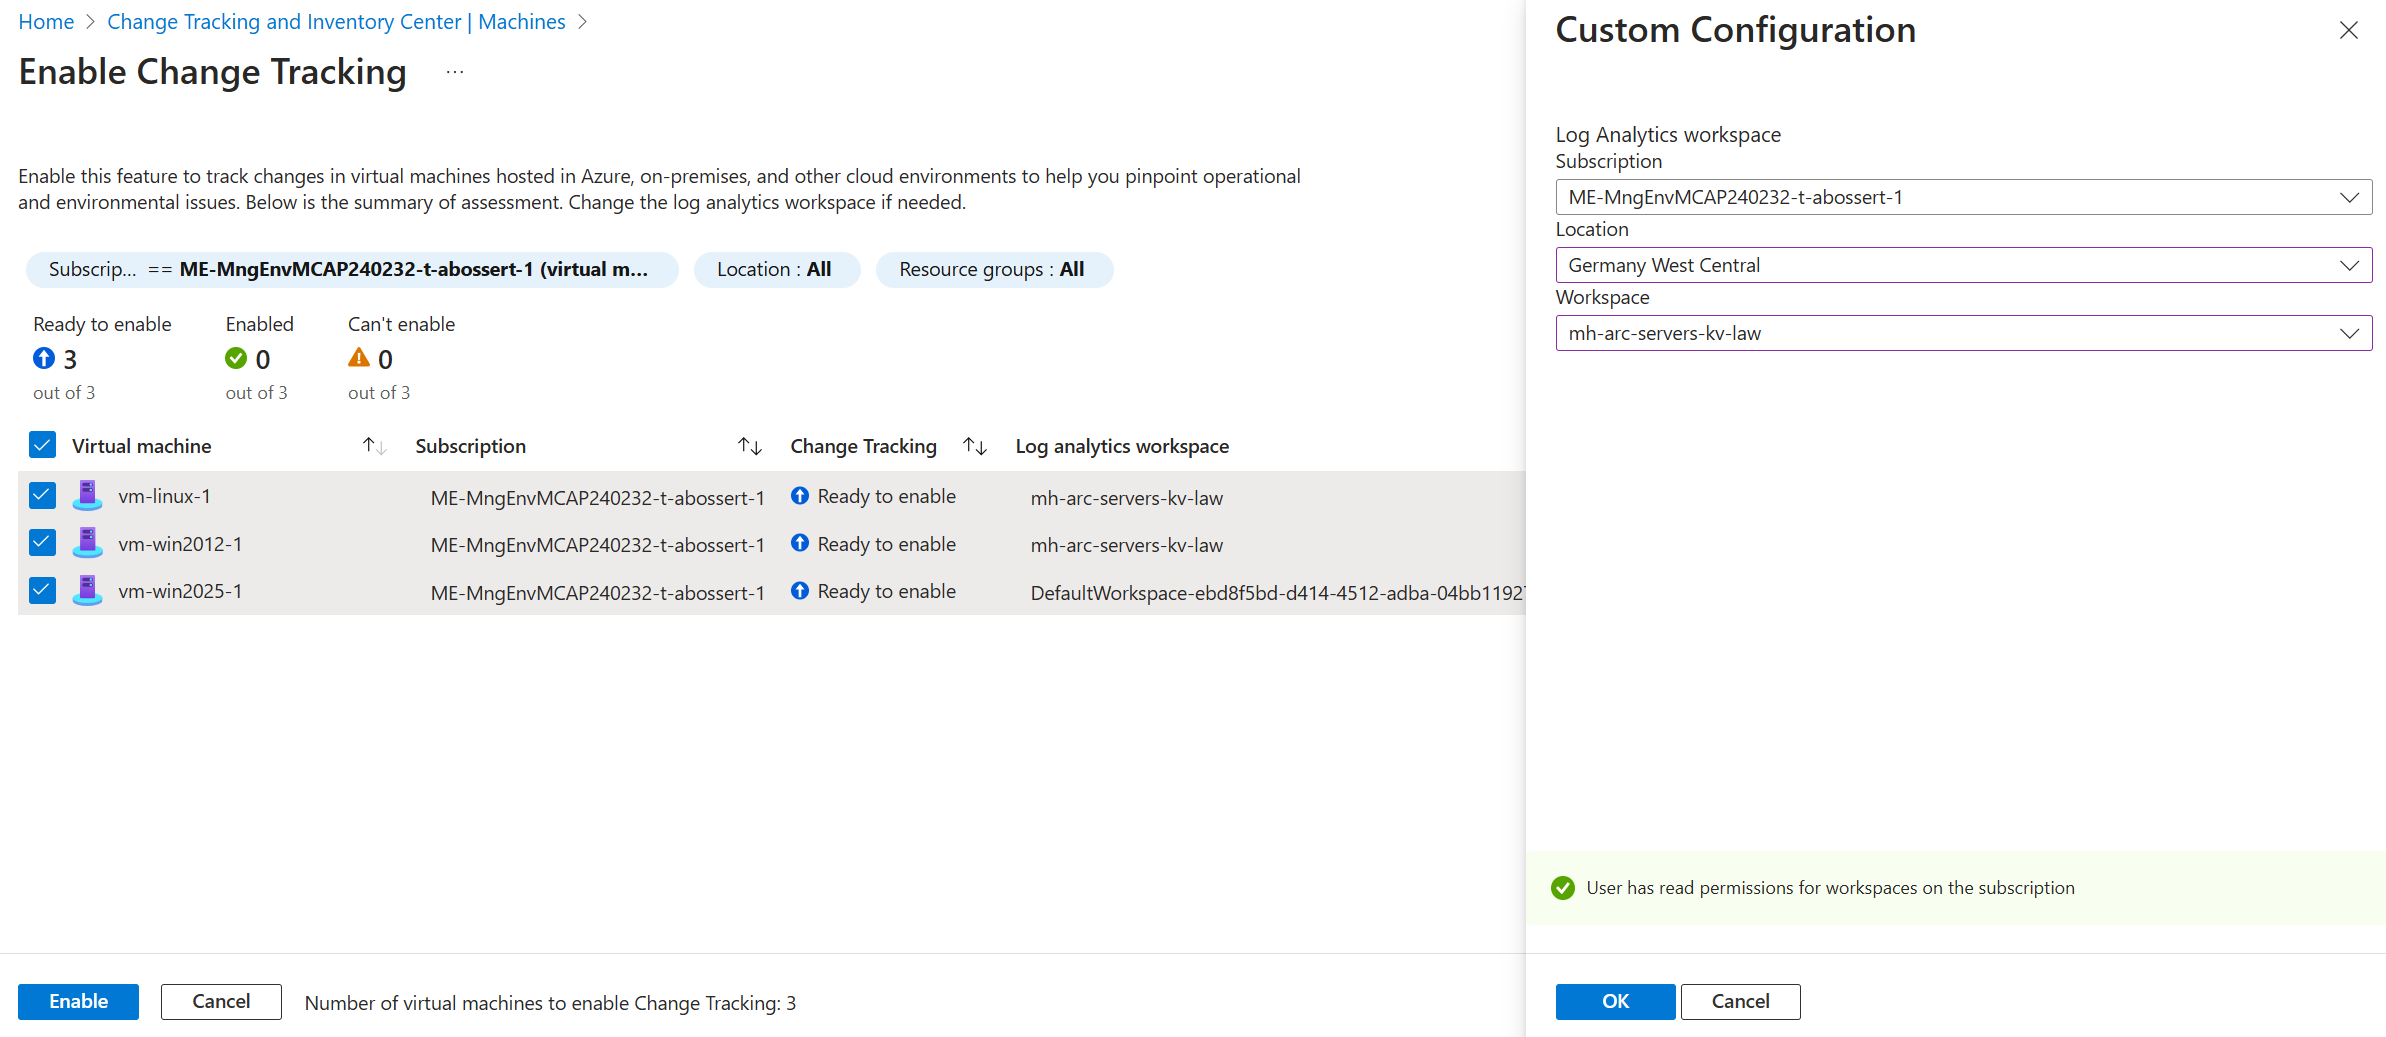 Home > Change Tracking and Inventory Center | Machines >
Enable Change Tracking ...
Enable this feature to track changes in virtual machines hosted in Azure, on-premises, and other cloud environments to help you pinpoint operational
and environmental issues. Below is the summary of assessment. Change the log analytics workspace if needed.
Subscrip... == ME-MngEnvMCAP240232-t-abossert-1 (virtual m...
Location : All
Resource groups : All
Ready to enable
3
out of 3
Enabled
0
out of 3
Can't enable
0
out of 3
Virtual machine Subscription Change Tracking Log analytics workspace
vm-linux-1 ME-MngEnvMCAP240232-t-abossert-1 Ready to enable mh-arc-servers-kv-law
vm-win2012-1 ME-MngEnvMCAP240232-t-abossert-1 Ready to enable mh-arc-servers-kv-law
vm-win2025-1 ME-MngEnvMCAP240232-t-abossert-1 Ready to enable DefaultWorkspace-ebd8f5bd-d414-4512-adba-04bb1192
Enable
Cancel
Number of virtual machines to enable Change Tracking: 3
Custom Configuration
Log Analytics workspace
Subscription
ME-MngEnvMCAP240232-t-abossert-1
Location
Germany West Central
Workspace
mh-arc-servers-kv-law
User has read permissions for workspaces on the subscription
OK
Cancel